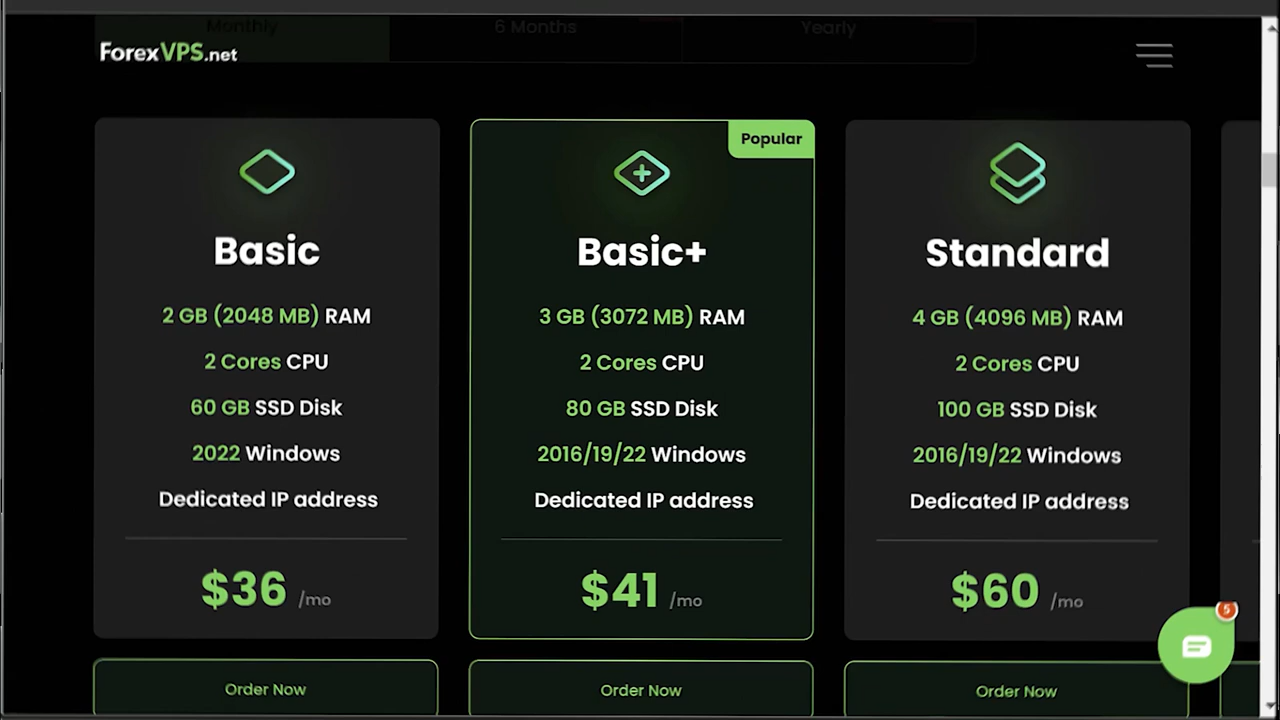 Monthly
6 Months
Yearly
ForexVPS.net
Popular
Basic
2 GB (2048 MB) RAM
2 Cores CPU
60 GB SSD Disk
2022 Windows
Dedicated IP address
$36 /mo
Order Now
Basic+
3 GB (3072 MB) RAM
2 Cores CPU
80 GB SSD Disk
2016/19/22 Windows
Dedicated IP address
$41 /mo
Order Now
Standard
4 GB (4096 MB) RAM
2 Cores CPU
100 GB SSD Disk
2016/19/22 Windows
Dedicated IP address
$60 /mo
Order Now
5